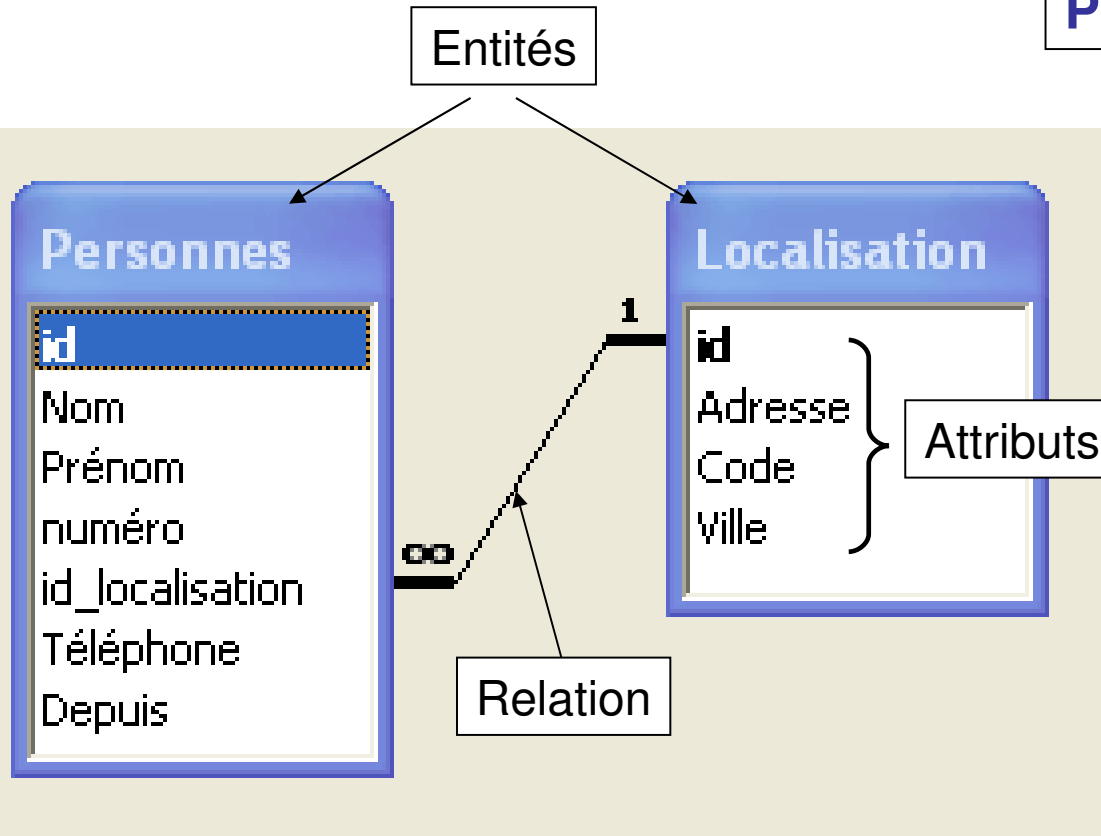 P
Entités
Personnes
id
Nom
Prénom
numéro
id_localisation
Téléphone
Depuis
∞
1
Localisation
id
Adresse
Code
Ville
Attributs
Relation